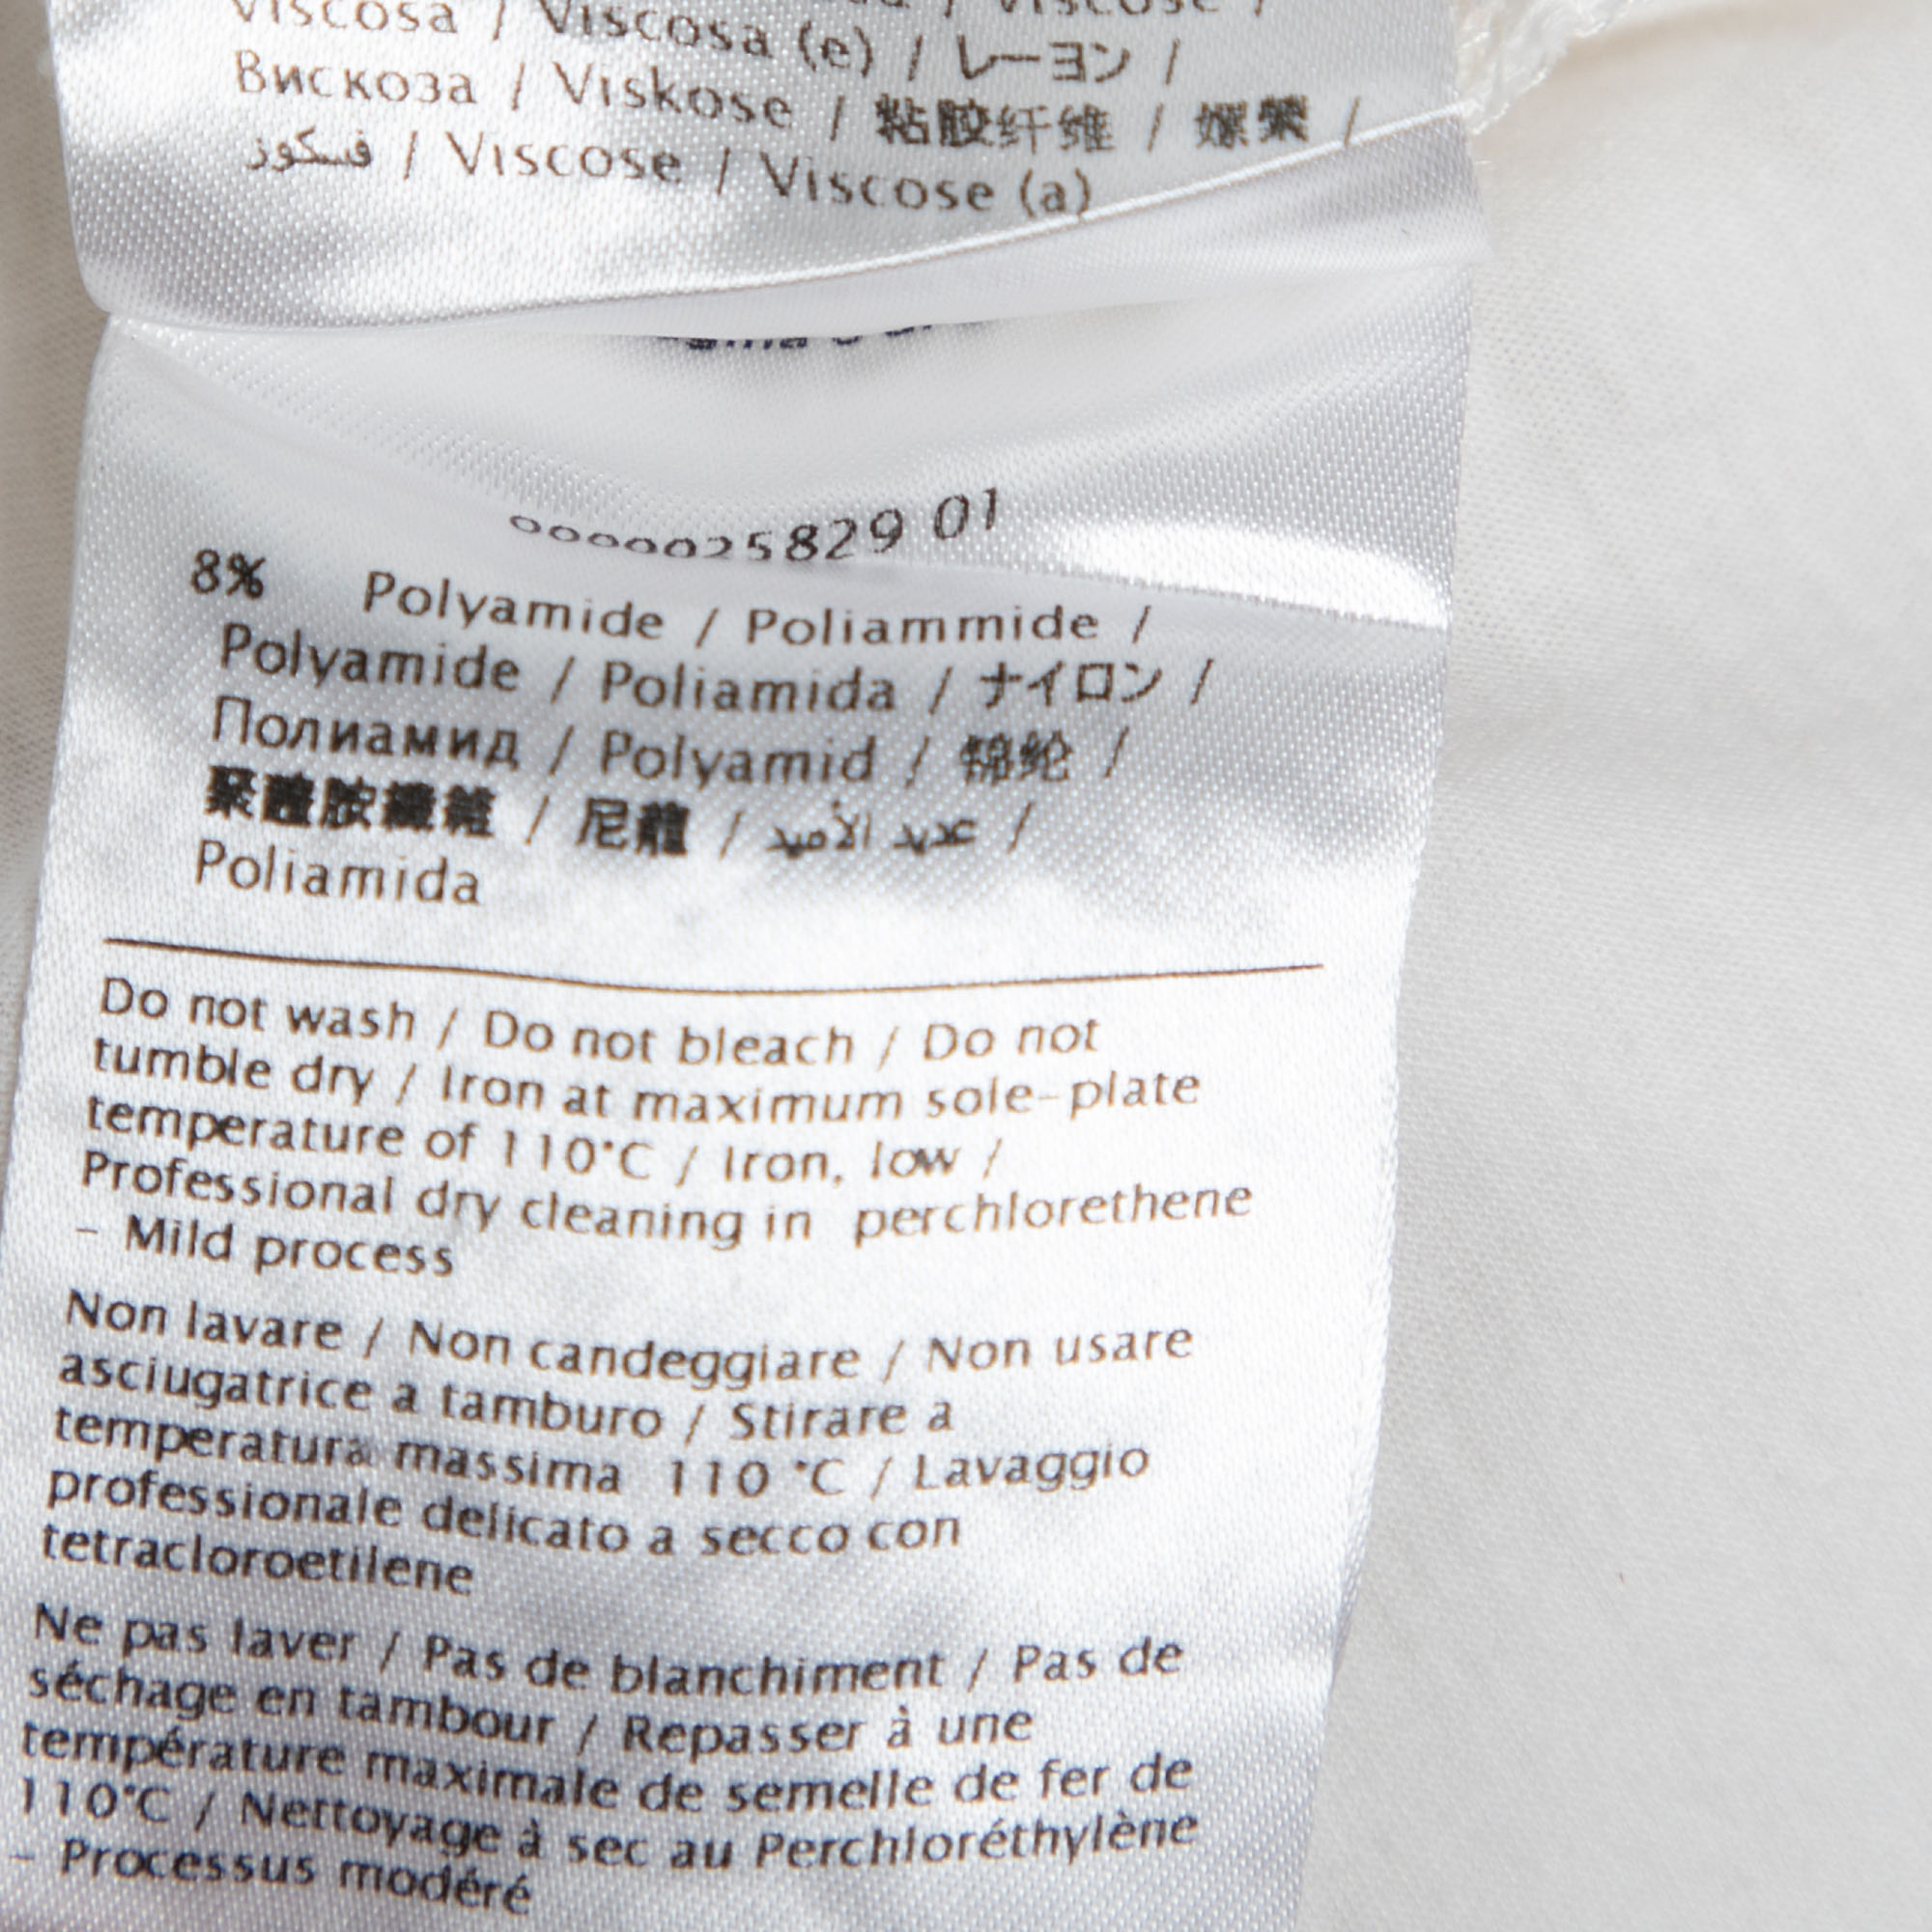 Viscosa / Viscosa (e) / レーヨン /
Вискоза / Viskose / 粘胶纤维 / 嫘縈 /
فسكوز / Viscose / Viscose (a)
0000025829 01
8% Polyamide / Poliammide /
Polyamide / Poliamida / ナイロン /
Полиамид / Polyamid / 锦纶 /
聚醯胺纖維 / 尼龍 / عديد الأميد /
Poliamida
Do not wash / Do not bleach / Do not
tumble dry / Iron at maximum sole-plate
temperature of 110°C / Iron, low /
Professional dry cleaning in perchlorethene
- Mild process
Non lavare / Non candeggiare / Non usare
asciugatrice a tamburo / Stirare a
temperatura massima 110 °C / Lavaggio
professionale delicato a secco con
tetracloroetilene
Ne pas laver / Pas de blanchiment / Pas de
séchage en tambour / Repasser à une
température maximale de semelle de fer de
110°C / Nettoyage à sec au Perchloréthylène
- Processus modéré